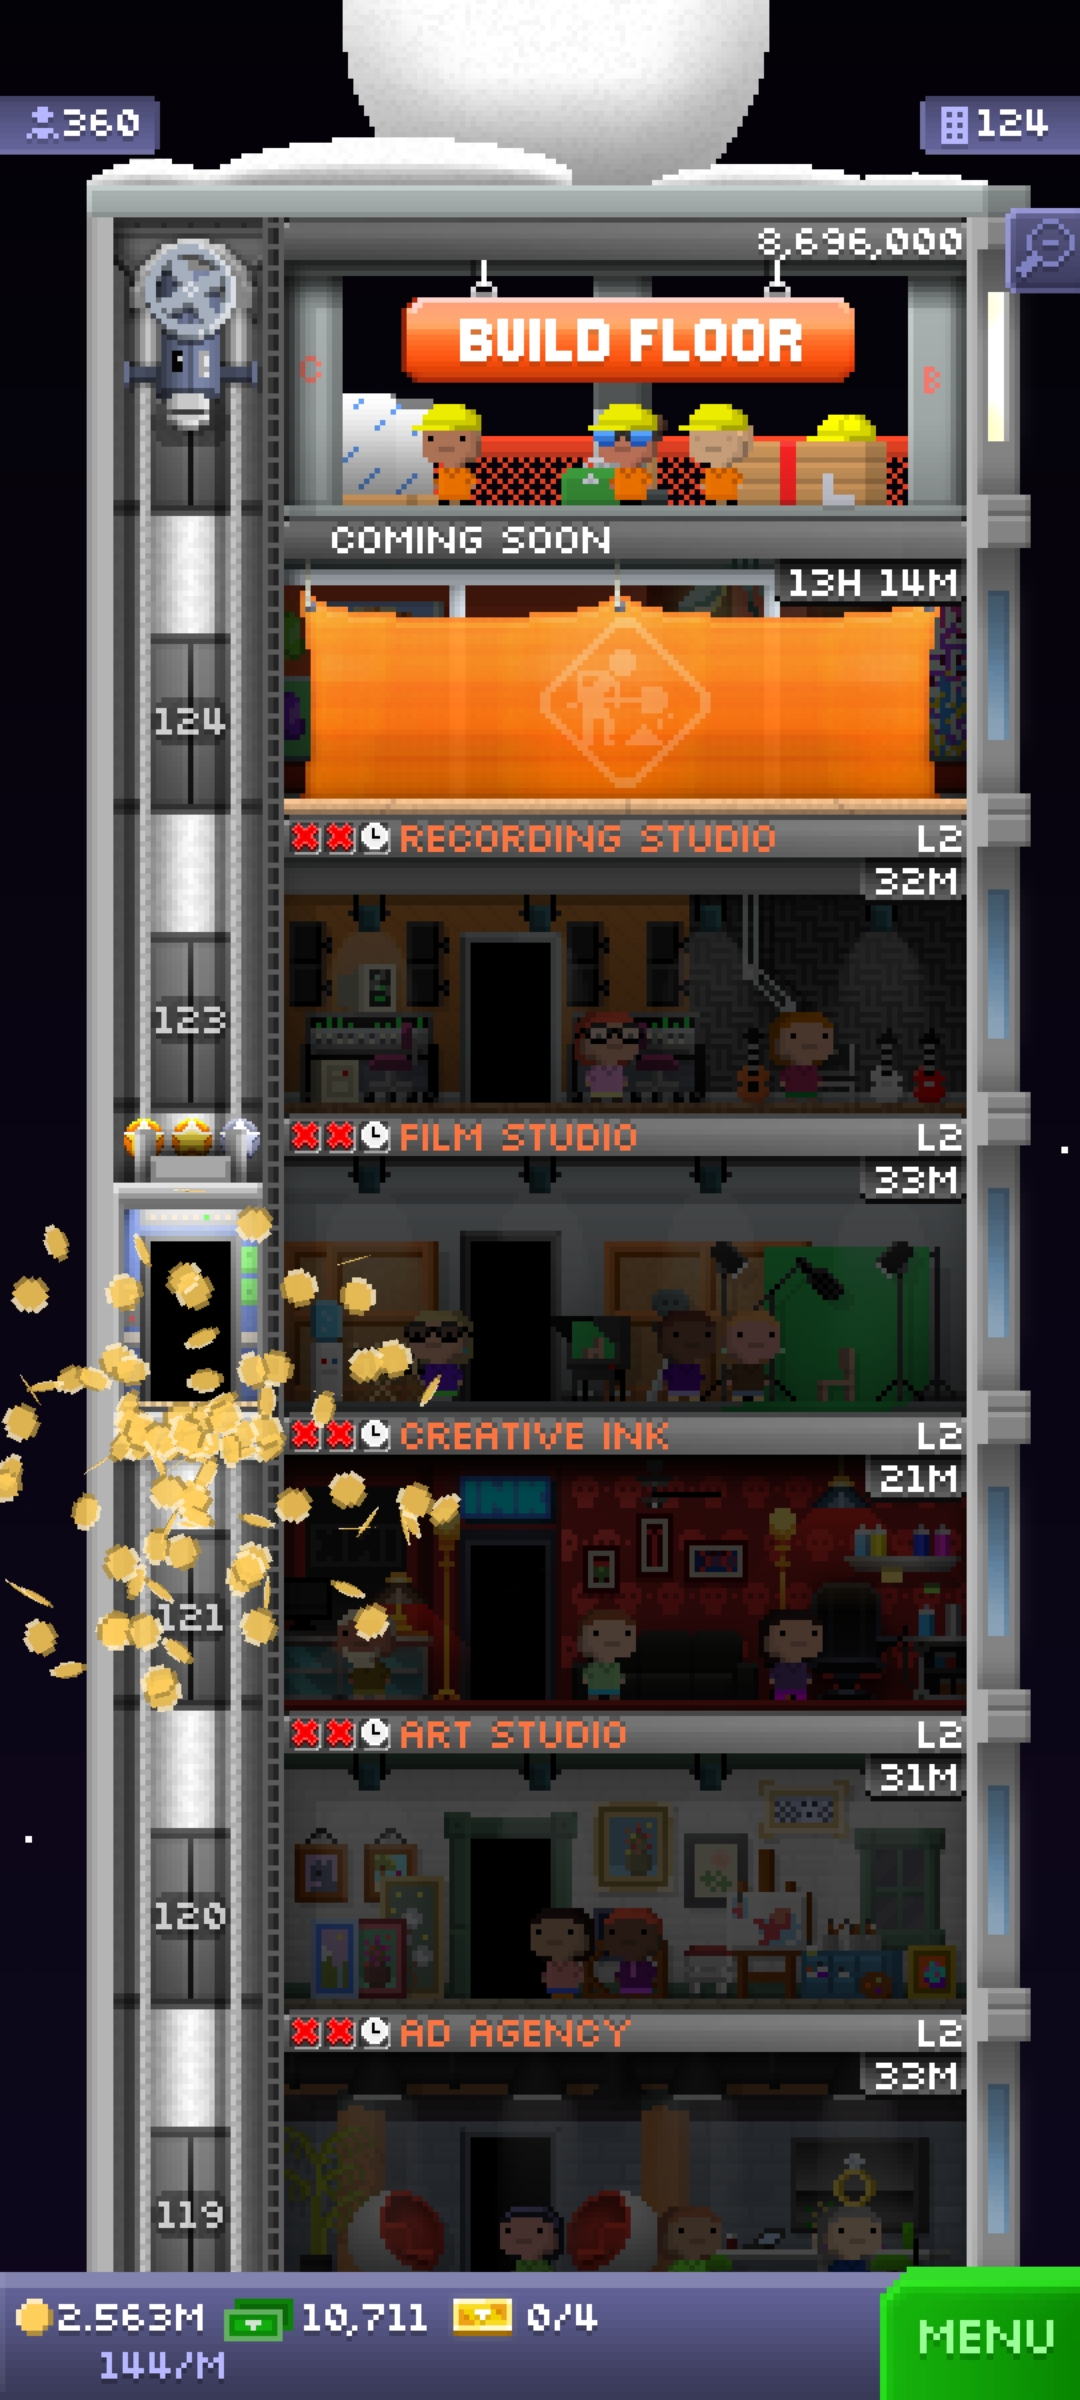 360
124
8,696,000
BUILD FLOOR
C
B
L
COMING SOON
13H 14M
124
RECORDING STUDIO L2
32M
123
FILM STUDIO L2
33M
CREATIVE INK L2
21M
INK
121
ART STUDIO L2
31M
120
AD AGENCY L2
33M
119
2.563M 10,711 0/4
144/M
MENU